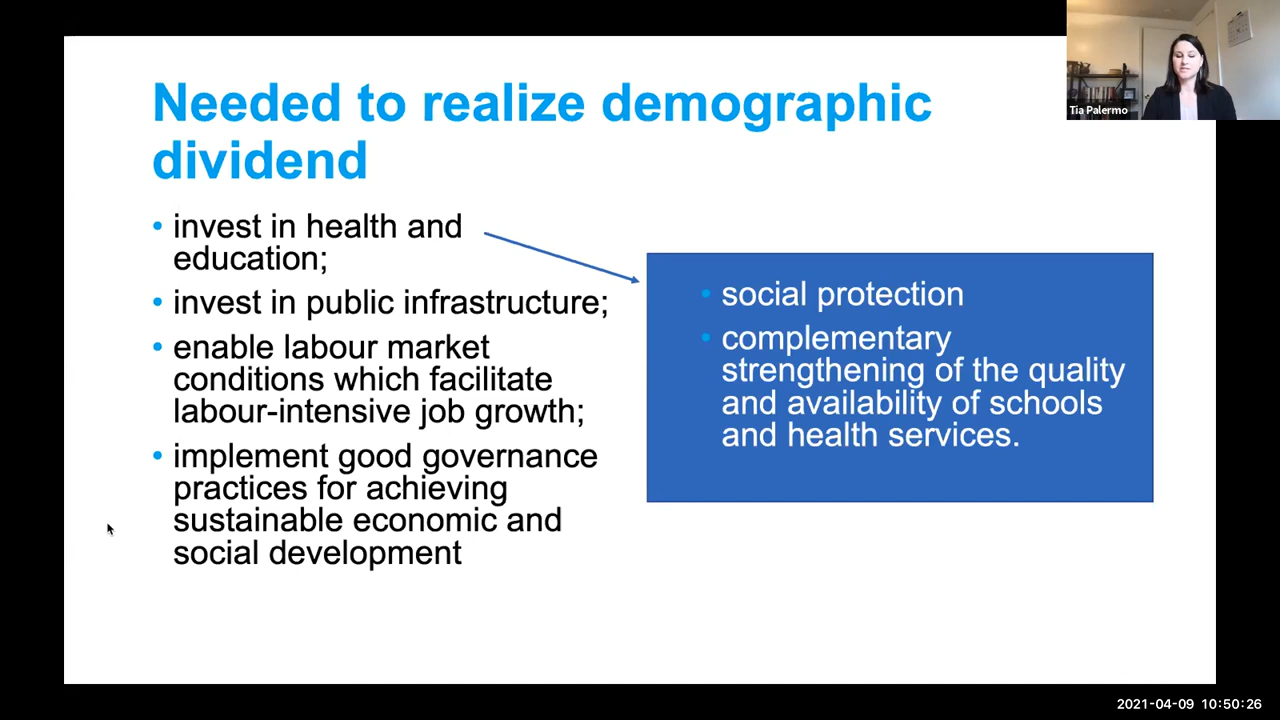 Needed to realize demographic
dividend
• invest in health and
education;
• invest in public infrastructure;
• enable labour market
conditions which facilitate
labour-intensive job growth;
• implement good governance
practices for achieving
sustainable economic and
social development
• social protection
• complementary
strengthening of the quality
and availability of schools
and health services.
Tia Palermo
2021-04-09 10:50:26